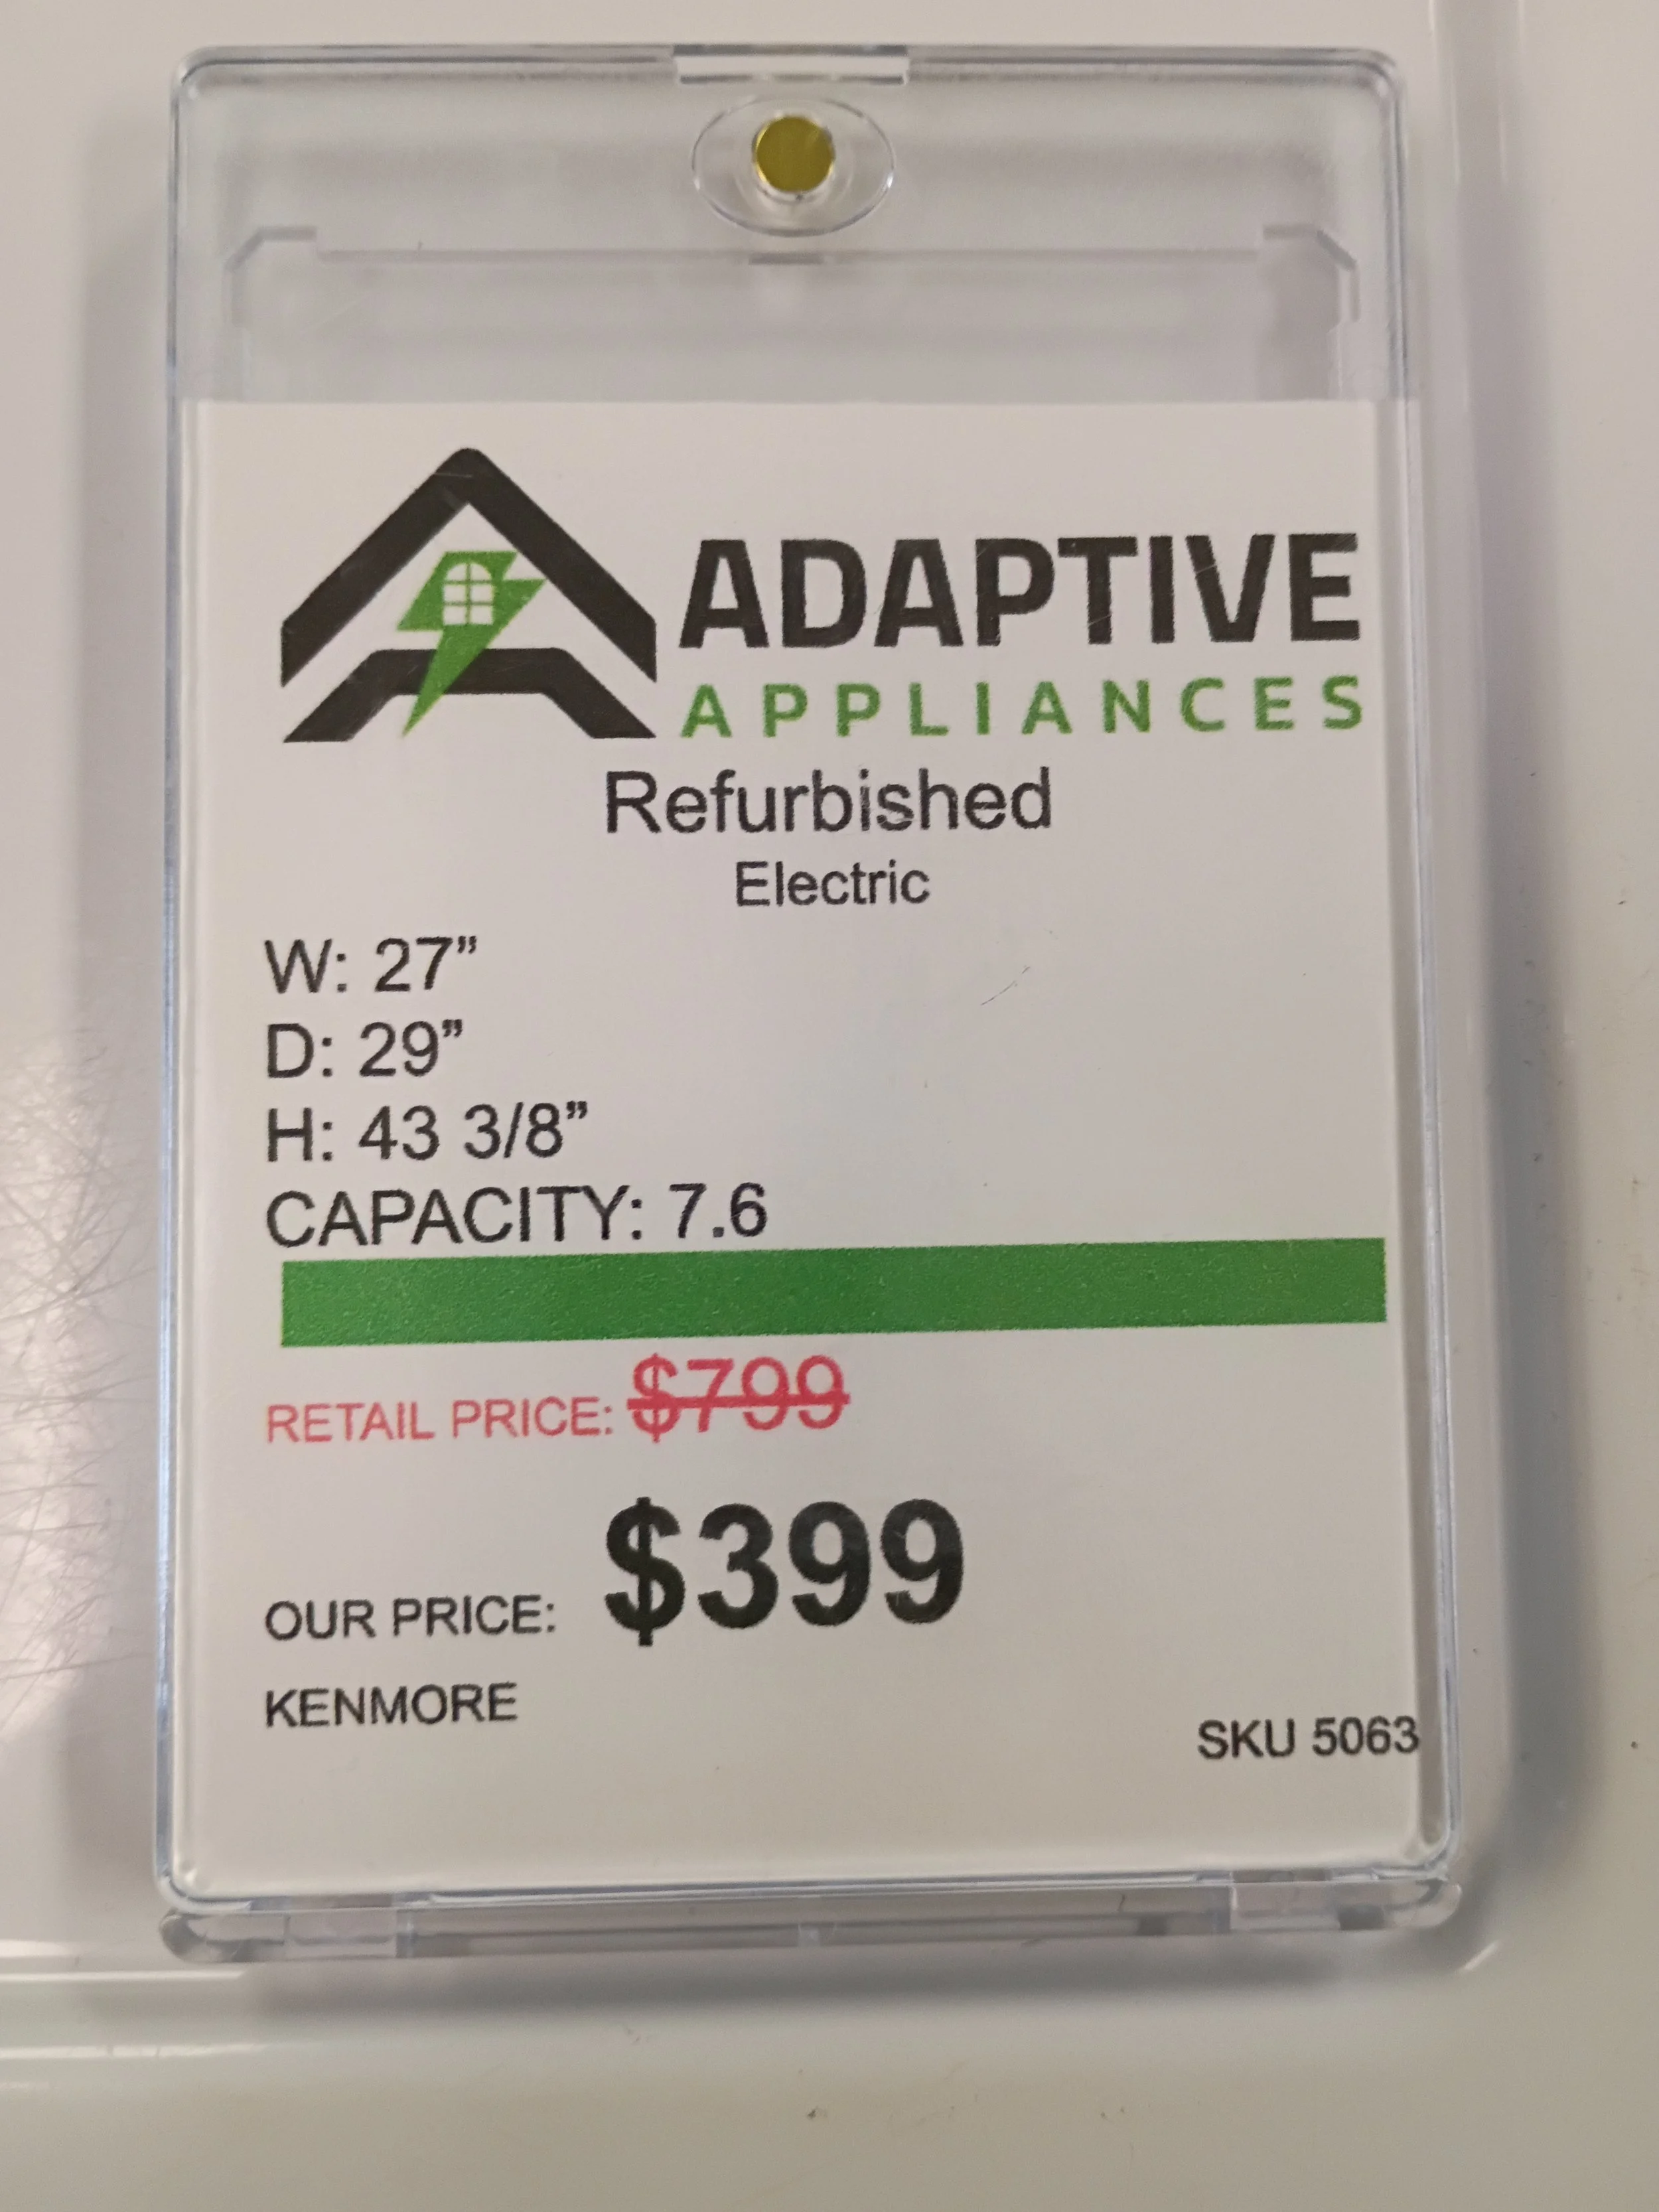 ADAPTIVE
APPLIANCES
Refurbished
Electric
W: 27”
D: 29”
H: 43 3/8”
CAPACITY: 7.6
RETAIL PRICE: $799
OUR PRICE: $399
KENMORE
SKU 5063